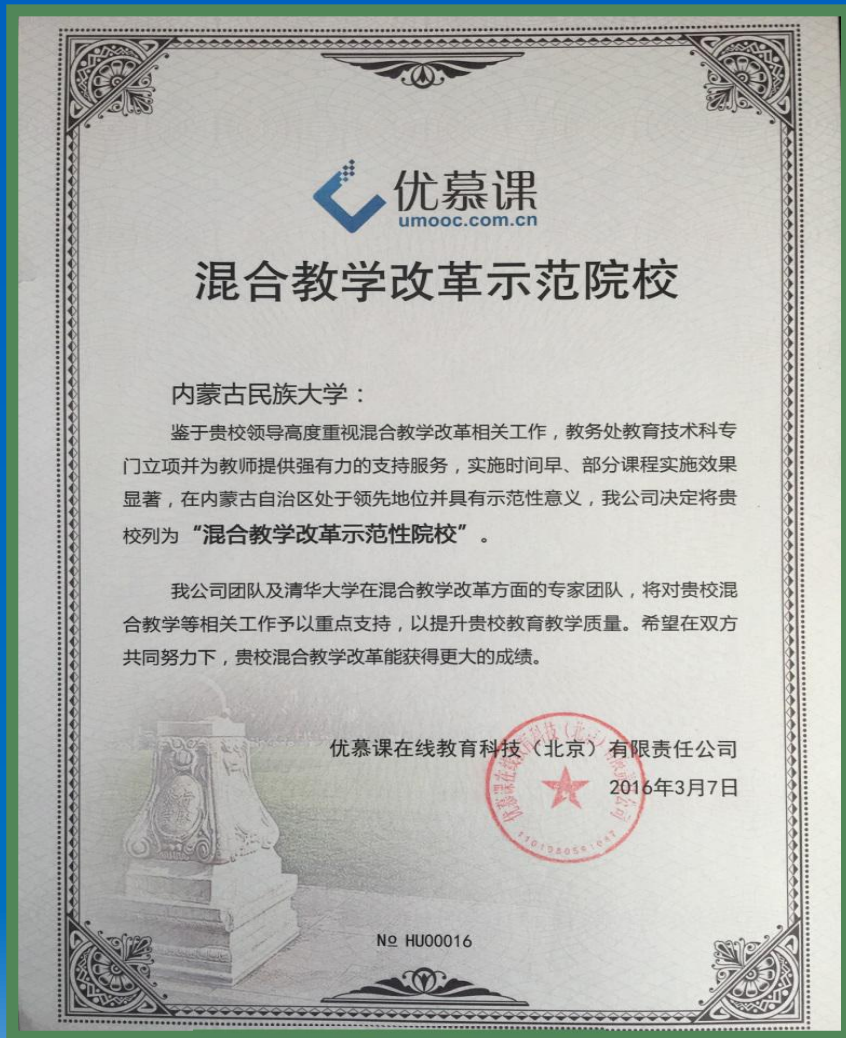 优慕课
umooc.com.cn
混合教学改革示范院校
内蒙古民族大学：
鉴于贵校领导高度重视混合教学改革相关工作，教务处教育技术科专
门立项并为教师提供强有力的支持服务，实施时间早、部分课程实施效果
显著，在内蒙古自治区处于领先地位并具有示范性意义，我公司决定将贵
校列为“混合教学改革示范性院校”。
我公司团队及清华大学在混合教学改革方面的专家团队，将对贵校混
合教学等相关工作予以重点支持，以提升贵校教育教学质量。希望在双方
共同努力下，贵校混合教学改革能获得更大的成绩。
优慕课在线教育科技（北京）有限责任公司
2016年3月7日
№ HU00016